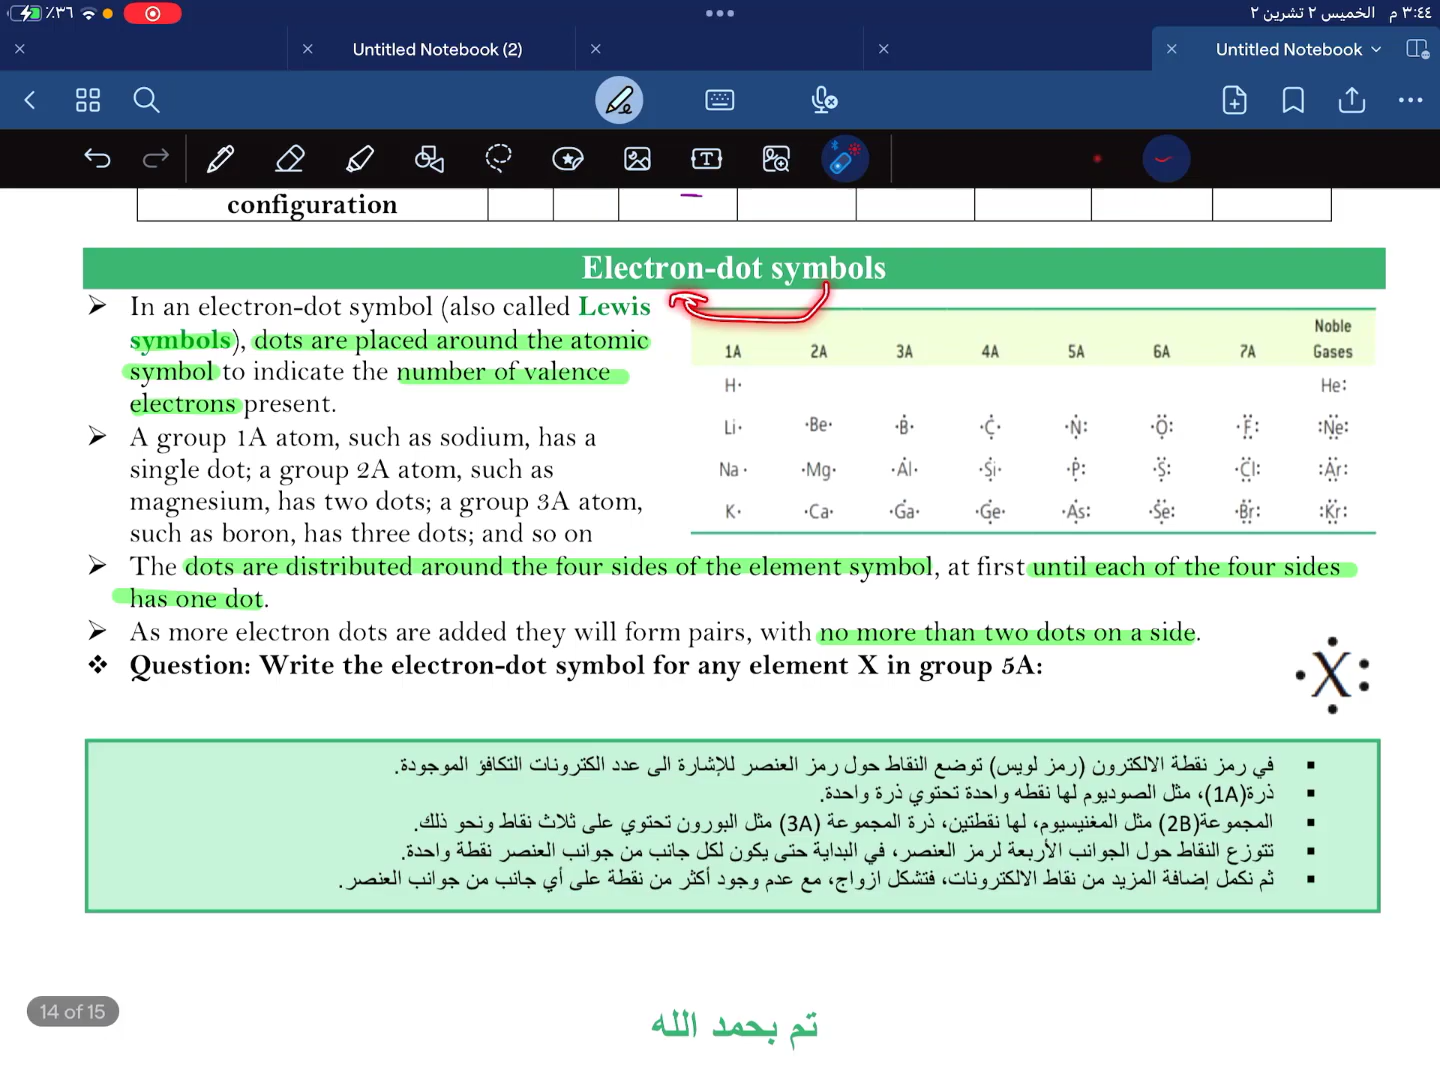 ٪٣٦
٣:٤٤ م الخميس ٢ تشرين ٢
Untitled Notebook (2)
Untitled Notebook
configuration
Electron-dot symbols
➢ In an electron-dot symbol (also called Lewis
symbols), dots are placed around the atomic
symbol to indicate the number of valence
electrons present.
➢ A group 1A atom, such as sodium, has a
single dot; a group 2A atom, such as
magnesium, has two dots; a group 3A atom,
such as boron, has three dots; and so on
1A 2A 3A 4A 5A 6A 7A Noble Gases
H· He:
Li· ·Be· ·B· ·C· ·N: ·O: ·F: :Ne:
Na· ·Mg· ·Al· ·Si· ·P: ·S: ·Cl: :Ar:
K· ·Ca· ·Ga· ·Ge· ·As: ·Se: ·Br: :Kr:
➢ The dots are distributed around the four sides of the element symbol, at first until each of the four sides
has one dot.
➢ As more electron dots are added they will form pairs, with no more than two dots on a side.
❖ Question: Write the electron-dot symbol for any element X in group 5A:
·X:
▪ في رمز نقطة الالكترون (رمز لويس) توضع النقاط حول رمز العنصر للإشارة الى عدد الكترونات التكافؤ الموجودة.
▪ ذرة(1A)، مثل الصوديوم لها نقطه واحدة تحتوي ذرة واحدة.
▪ المجموعة(2B) مثل المغنيسيوم، لها نقطتين، ذرة المجموعة (3A) مثل البورون تحتوي على ثلاث نقاط ونحو ذلك.
▪ تتوزع النقاط حول الجوانب الأربعة لرمز العنصر، في البداية حتى يكون لكل جانب من جوانب العنصر نقطة واحدة.
▪ ثم نكمل إضافة المزيد من نقاط الالكترونات، فتشكل ازواج، مع عدم وجود أكثر من نقطة على أي جانب من جوانب العنصر.
14 of 15
تم بحمد الله